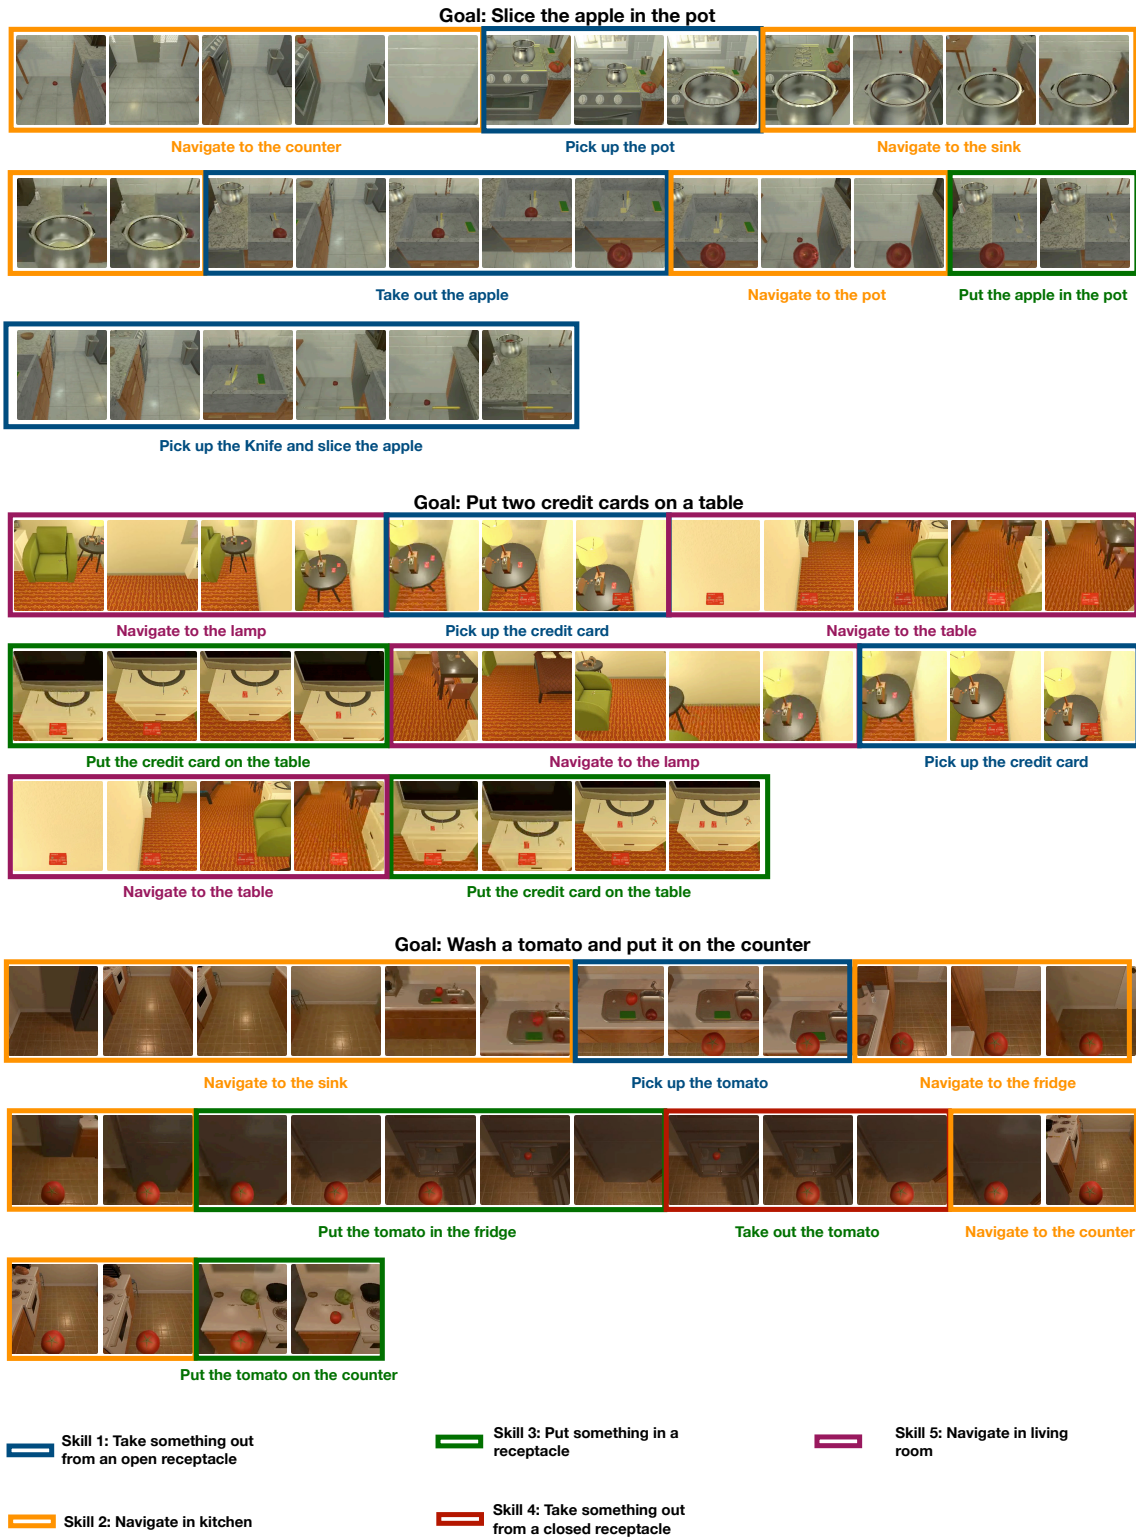 Goal: Slice the apple in the pot
Navigate to the counter
Pick up the pot
Navigate to the sink
Take out the apple
Navigate to the pot
Put the apple in the pot
Pick up the Knife and slice the apple
Goal: Put two credit cards on a table
Navigate to the lamp
Pick up the credit card
Navigate to the table
Put the credit card on the table
Navigate to the lamp
Pick up the credit card
Navigate to the table
Put the credit card on the table
Goal: Wash a tomato and put it on the counter
Navigate to the sink
Pick up the tomato
Navigate to the fridge
Put the tomato in the fridge
Take out the tomato
Navigate to the counter
Put the tomato on the counter
Skill 1: Take something out
from an open receptacle
Skill 3: Put something in a
receptacle
Skill 5: Navigate in living
room
Skill 2: Navigate in kitchen
Skill 4: Take something out
from a closed receptacle